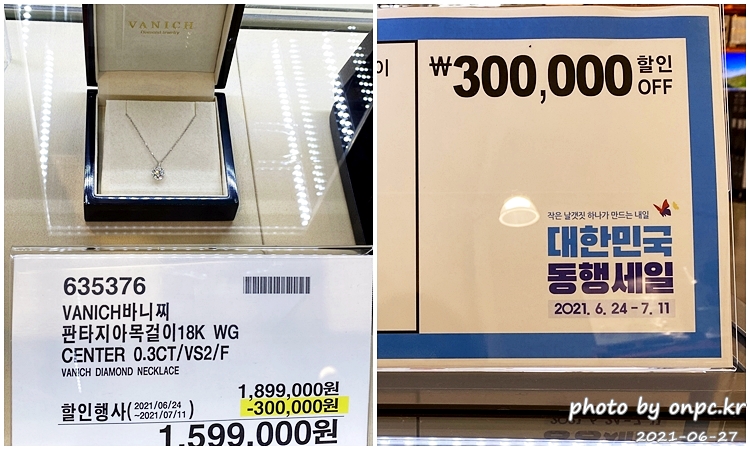 VANICH
635376
VANICH바니찌
판타지아목걸이18K WG
CENTER 0.3CT/VS2/F
VANICH DIAMOND NECKLACE
1,899,000원
할인행사(2021/06/24
~2021/07/11)
-300,000원
1,599,000원
이
₩300,000 할인
OFF
작은 날갯짓 하나가 만드는 내일
대한민국
동행세일
2021. 6. 24 - 7. 11
photo by onpc.kr
2021-06-27